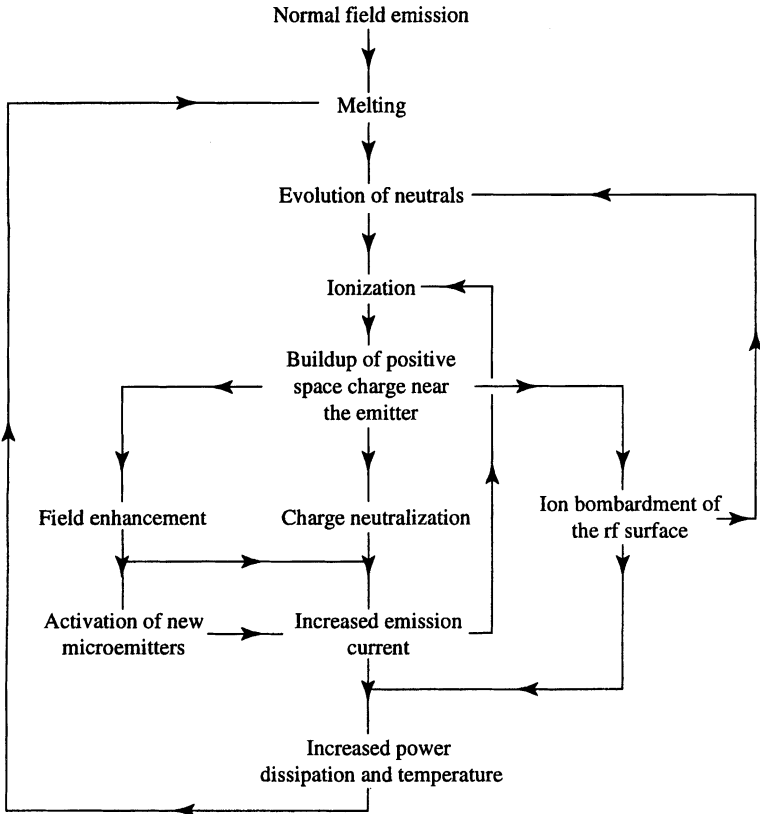 Normal field emission
Melting
Evolution of neutrals
Ionization
Buildup of positive
space charge near
the emitter
Field enhancement
Charge neutralization
Ion bombardment of
the rf surface
Activation of new
microemitters
Increased emission
current
Increased power
dissipation and temperature